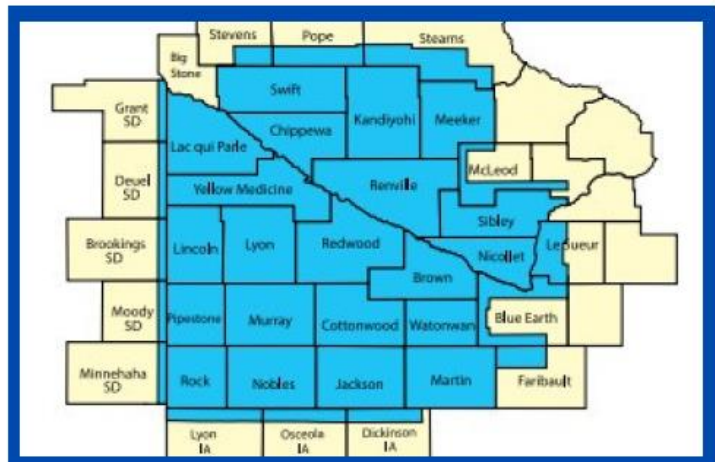 Stevens
Pope
Stearns
Big
Stone
Swift
Grant
SD
Kandiyohi
Meeker
Chippewa
Lac qui Parle
McLeod
Deuel
SD
Renville
Yellow Medicine
Sibley
Brookings
SD
Lincoln
Lyon
Redwood
Nicollet
LeSueur
Brown
Moody
SD
Pipestone
Murray
Cottonwood
Watonwan
Blue Earth
Minnehaha
SD
Rock
Nobles
Jackson
Martin
Faribault
Lyon
IA
Osceola
IA
Dickinson
IA